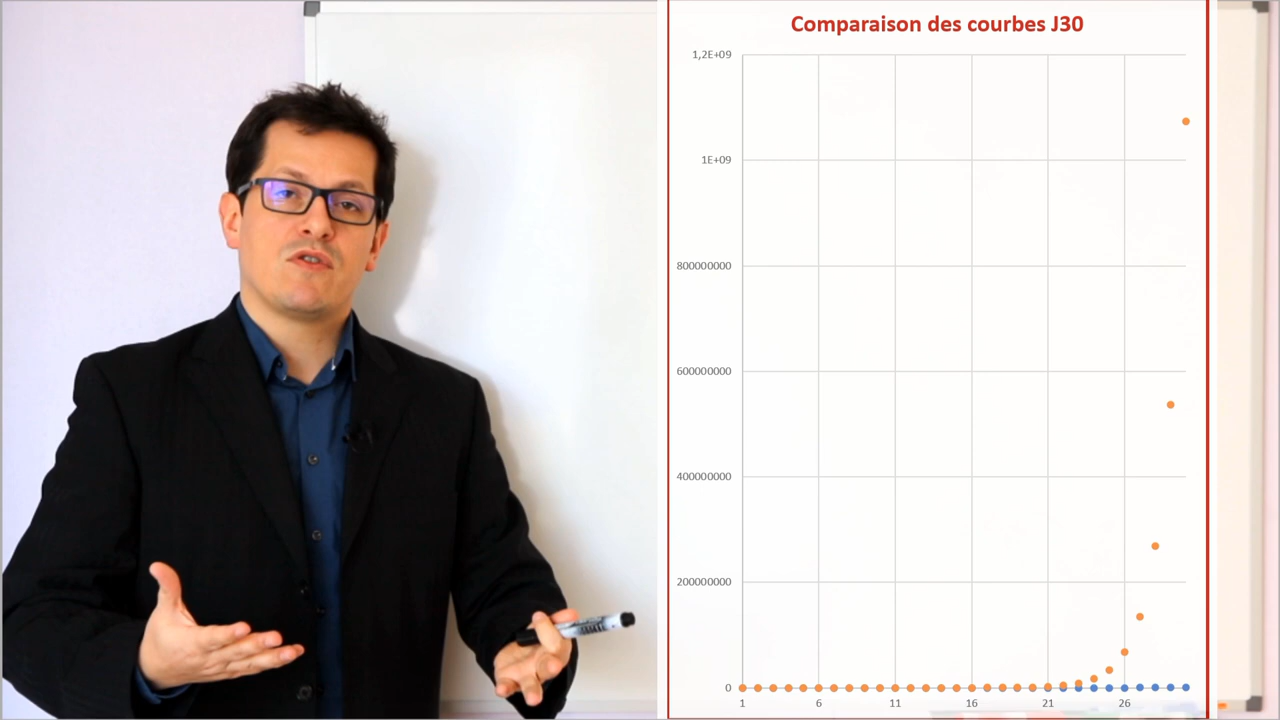 Comparaison des courbes J30
1,2E+09
1E+09
800000000
600000000
400000000
200000000
0
1 6 11 16 21 26